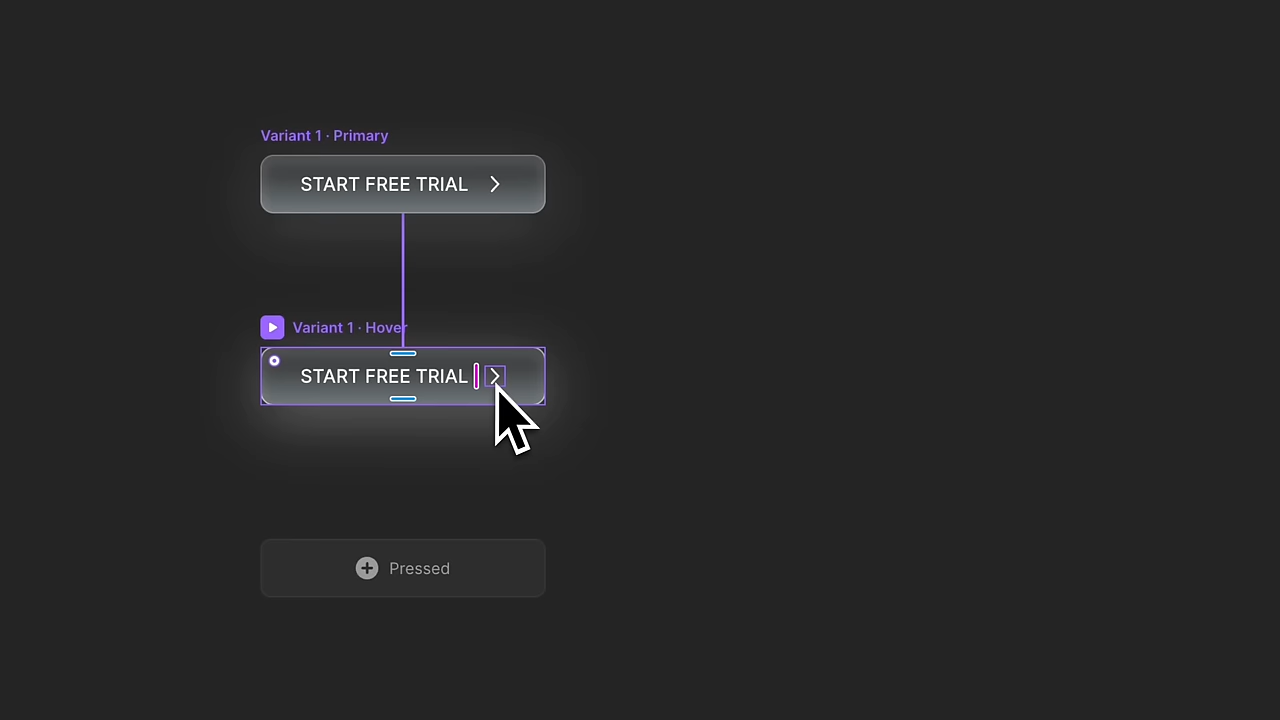 Variant 1 · Primary
START FREE TRIAL
Variant 1 · Hover
START FREE TRIAL
Pressed